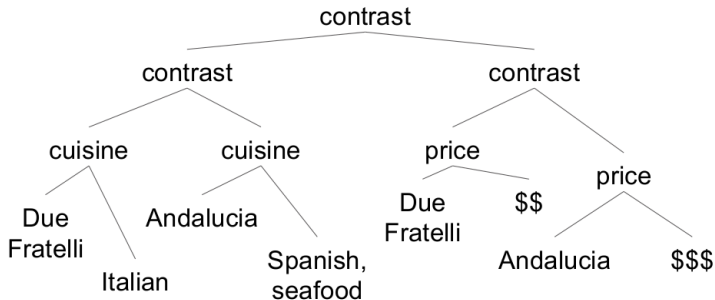 contrast
contrast
contrast
cuisine
cuisine
price
price
Due
Fratelli
Italian
Andalucia
Spanish,
seafood
Due
Fratelli
$$
Andalucia
$$$